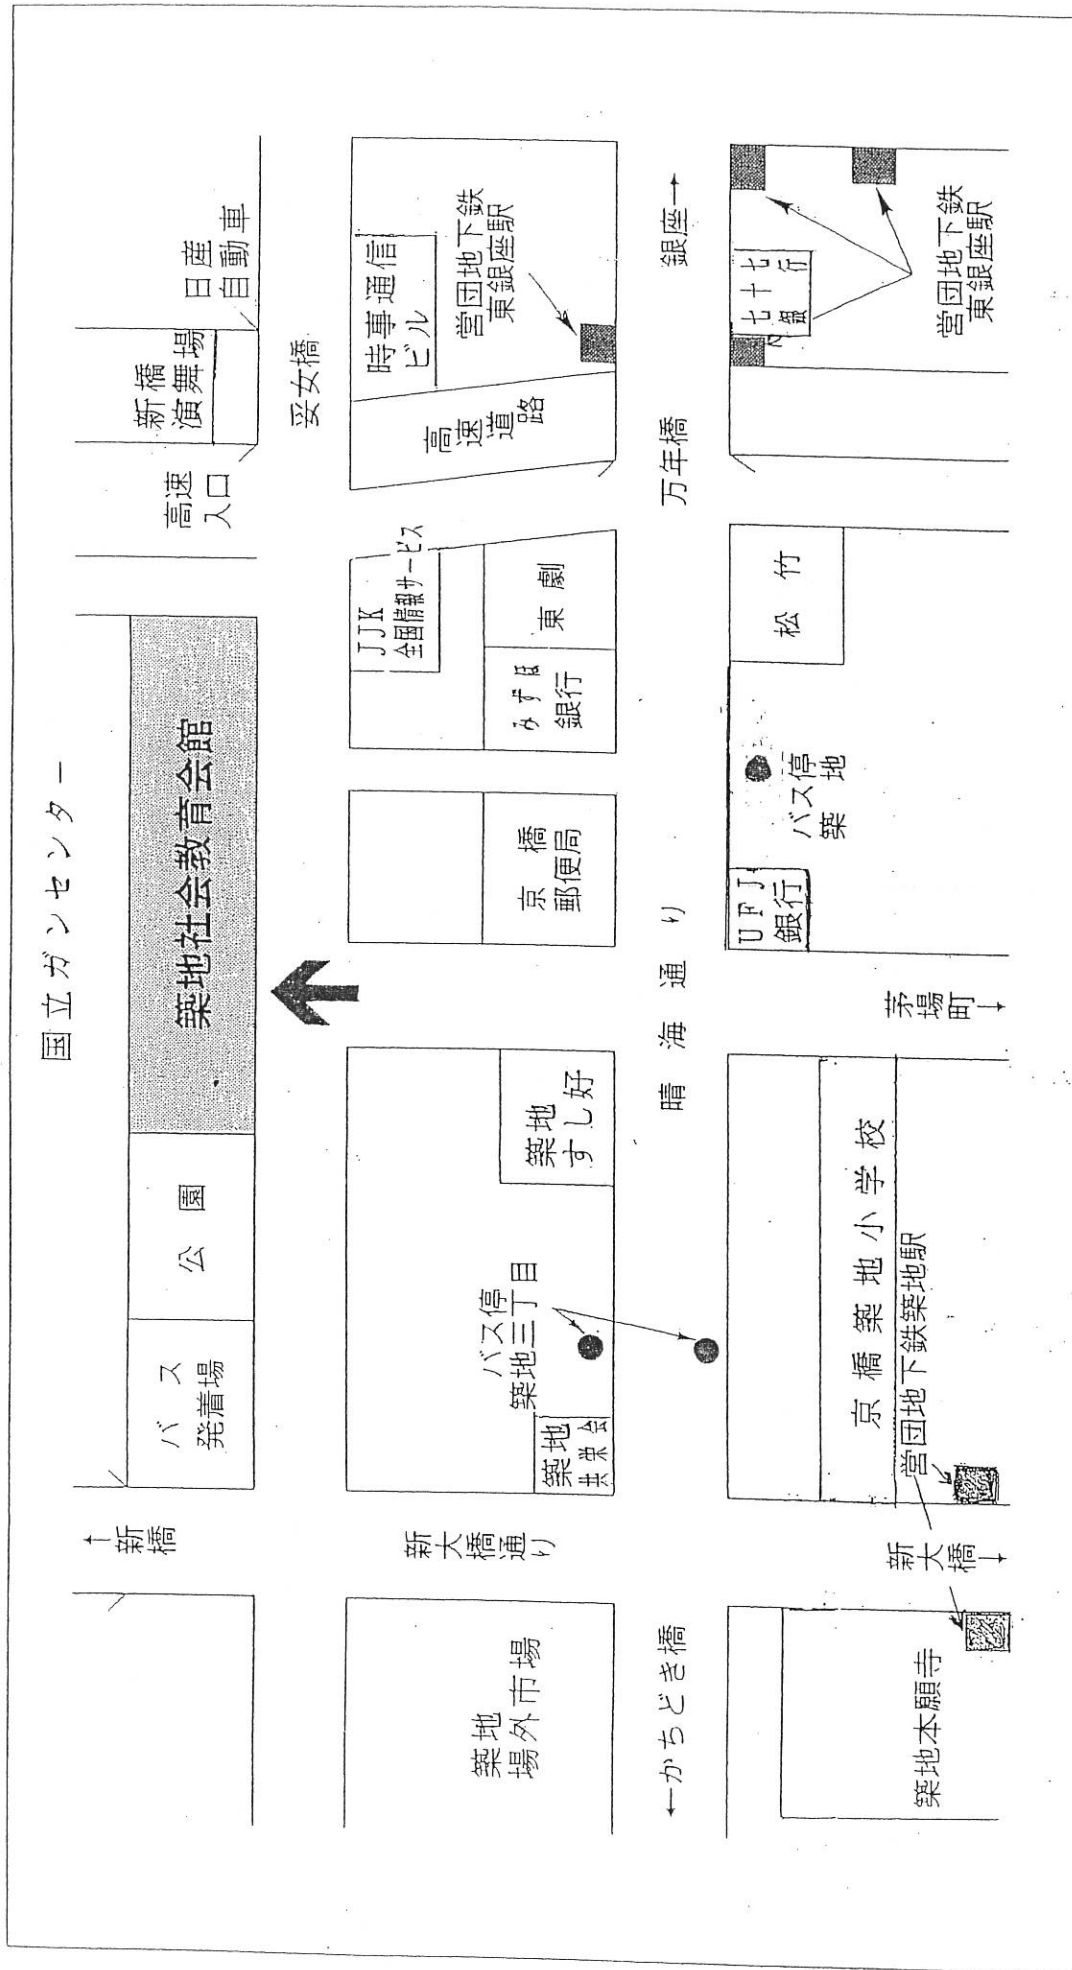 国立ガンセンター
バス
発着場
公園
築地社会教育会館
高速
入口
新橋
演舞場
日産
自動車
←新橋
采女橋
新大橋通り
JJK
全国情報サービス
高速道路
時事通信
ビル
営団地下鉄
東銀座駅
築地
場外市場
築地
共栄会
バス停
築地三丁目
築地
すし好
京橋
郵便局
みずほ
銀行
東劇
←かちどき橋
晴海通り
万年橋
銀座→
UFJ
銀行
バス停
築地
松竹
七十七
銀行
営団地下鉄
東銀座駅
築地本願寺
新大橋→
京橋築地小学校
営団地下鉄築地駅
茅場町→